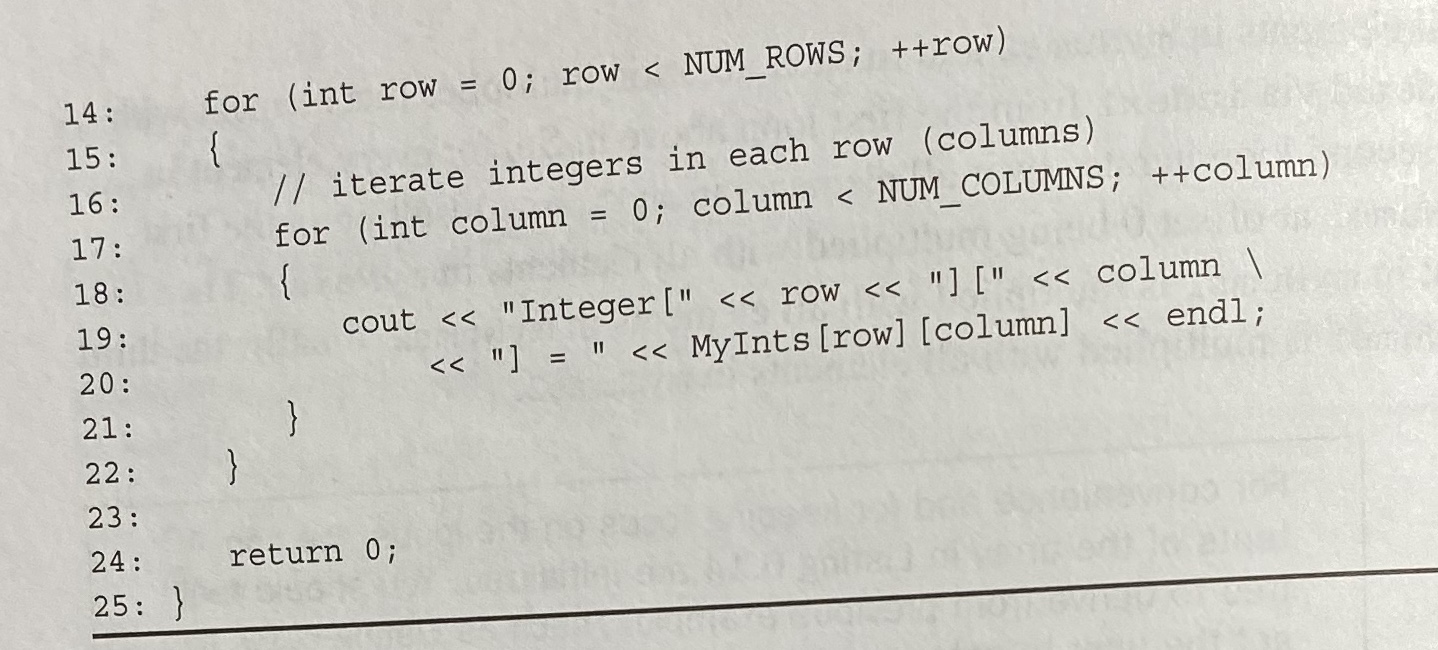 14:    for (int row = 0; row < NUM_ROWS; ++row)
15:    {
16:       // iterate integers in each row (columns)
17:       for (int column = 0; column < NUM_COLUMNS; ++column)
18:       {
19:          cout << "Integer[" << row << "][" << column \
20:             << "] = " << MyInts[row][column] << endl;
21:       }
22:    }
23:
24:    return 0;
25: }